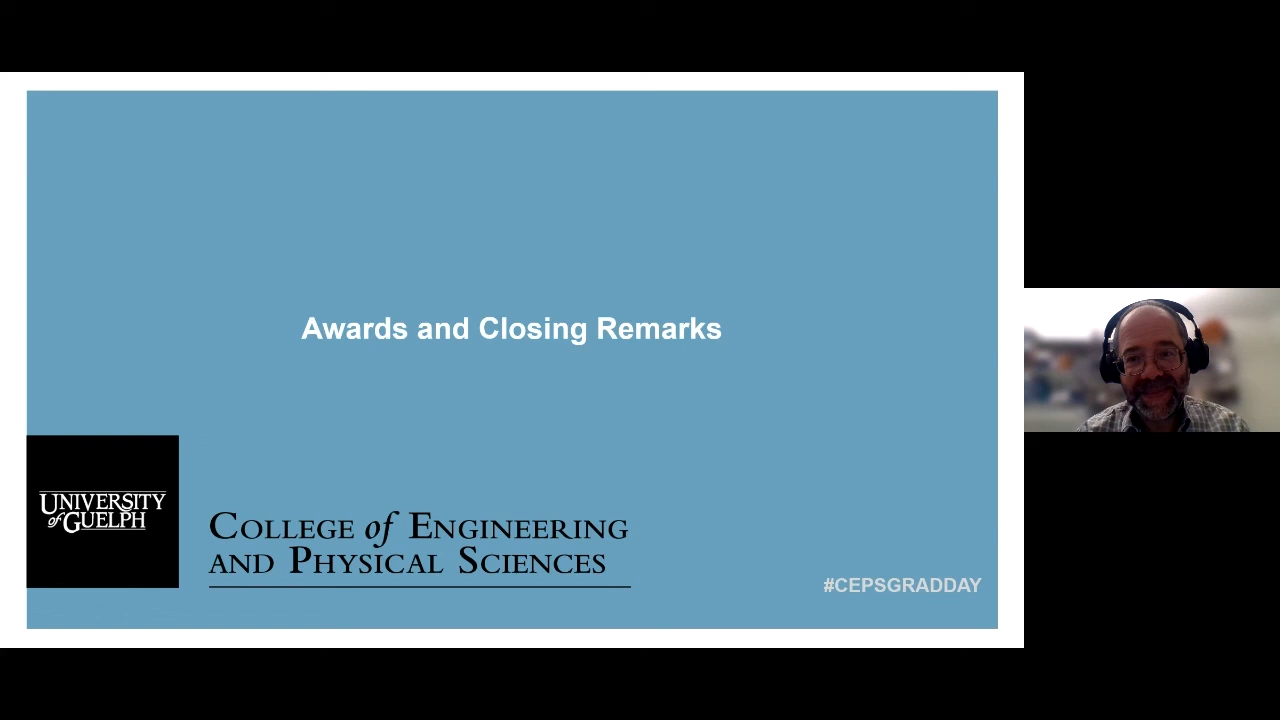 Awards and Closing Remarks
UNIVERSITY
of GUELPH
COLLEGE of ENGINEERING
AND PHYSICAL SCIENCES
#CEPSGRADDAY